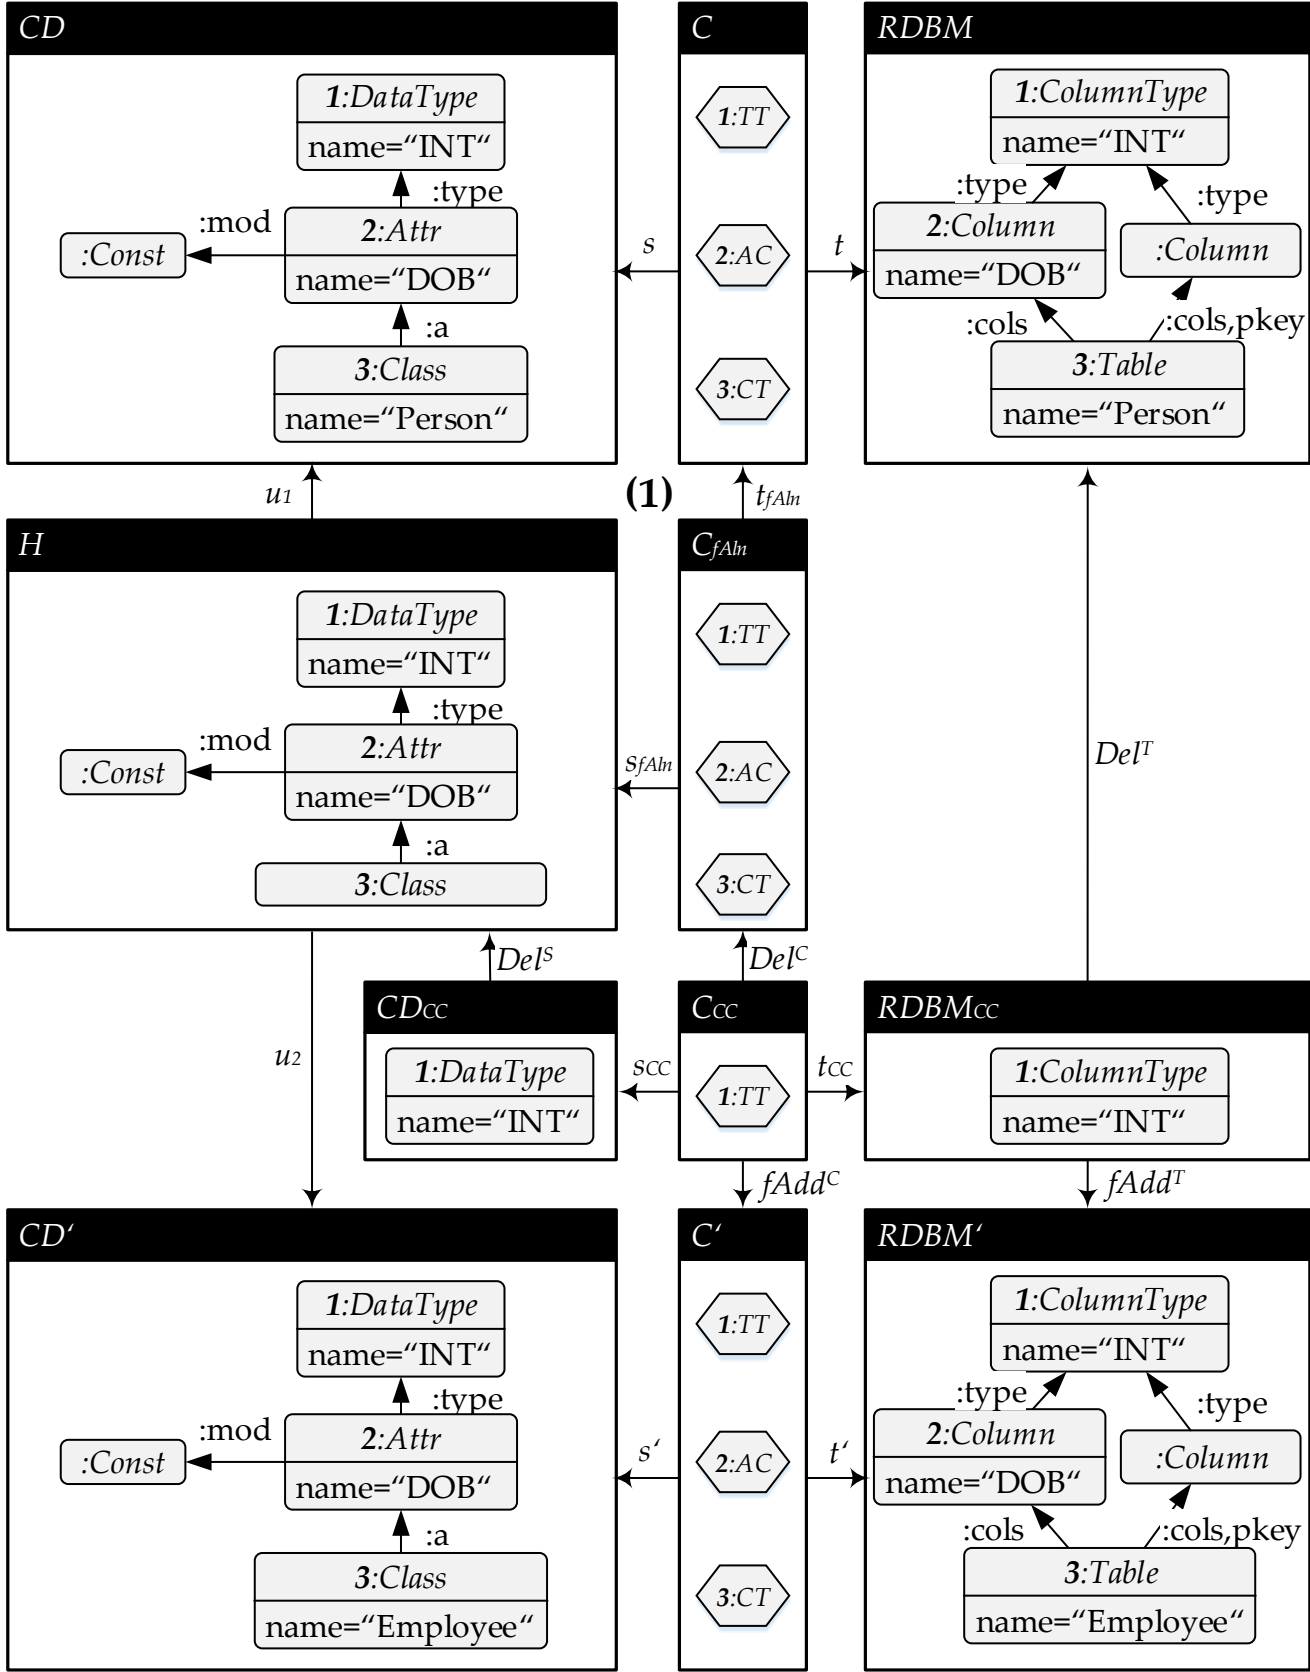 CD
C
RDBM
1:DataType
name=“INT“
:type
:mod
:Const
2:Attr
name=“DOB“
:a
3:Class
name=“Person“
s
1:TT
2:AC
3:CT
t
1:ColumnType
name=“INT“
:type
:type
2:Column
name=“DOB“
:Column
:cols
:cols,pkey
3:Table
name=“Person“
u1
(1)
tfAln
H
CfAln
1:DataType
name=“INT“
:type
:mod
:Const
2:Attr
name=“DOB“
:a
3:Class
sfAln
1:TT
2:AC
3:CT
DelT
DelS
DelC
u2
CDCC
CCC
RDBMCC
1:DataType
name=“INT“
sCC
1:TT
tCC
1:ColumnType
name=“INT“
fAddC
fAddT
CD‘
C‘
RDBM‘
1:DataType
name=“INT“
:type
:mod
:Const
2:Attr
name=“DOB“
:a
3:Class
name=“Employee“
s‘
1:TT
2:AC
3:CT
t‘
1:ColumnType
name=“INT“
:type
:type
2:Column
name=“DOB“
:Column
:cols
:cols,pkey
3:Table
name=“Employee“